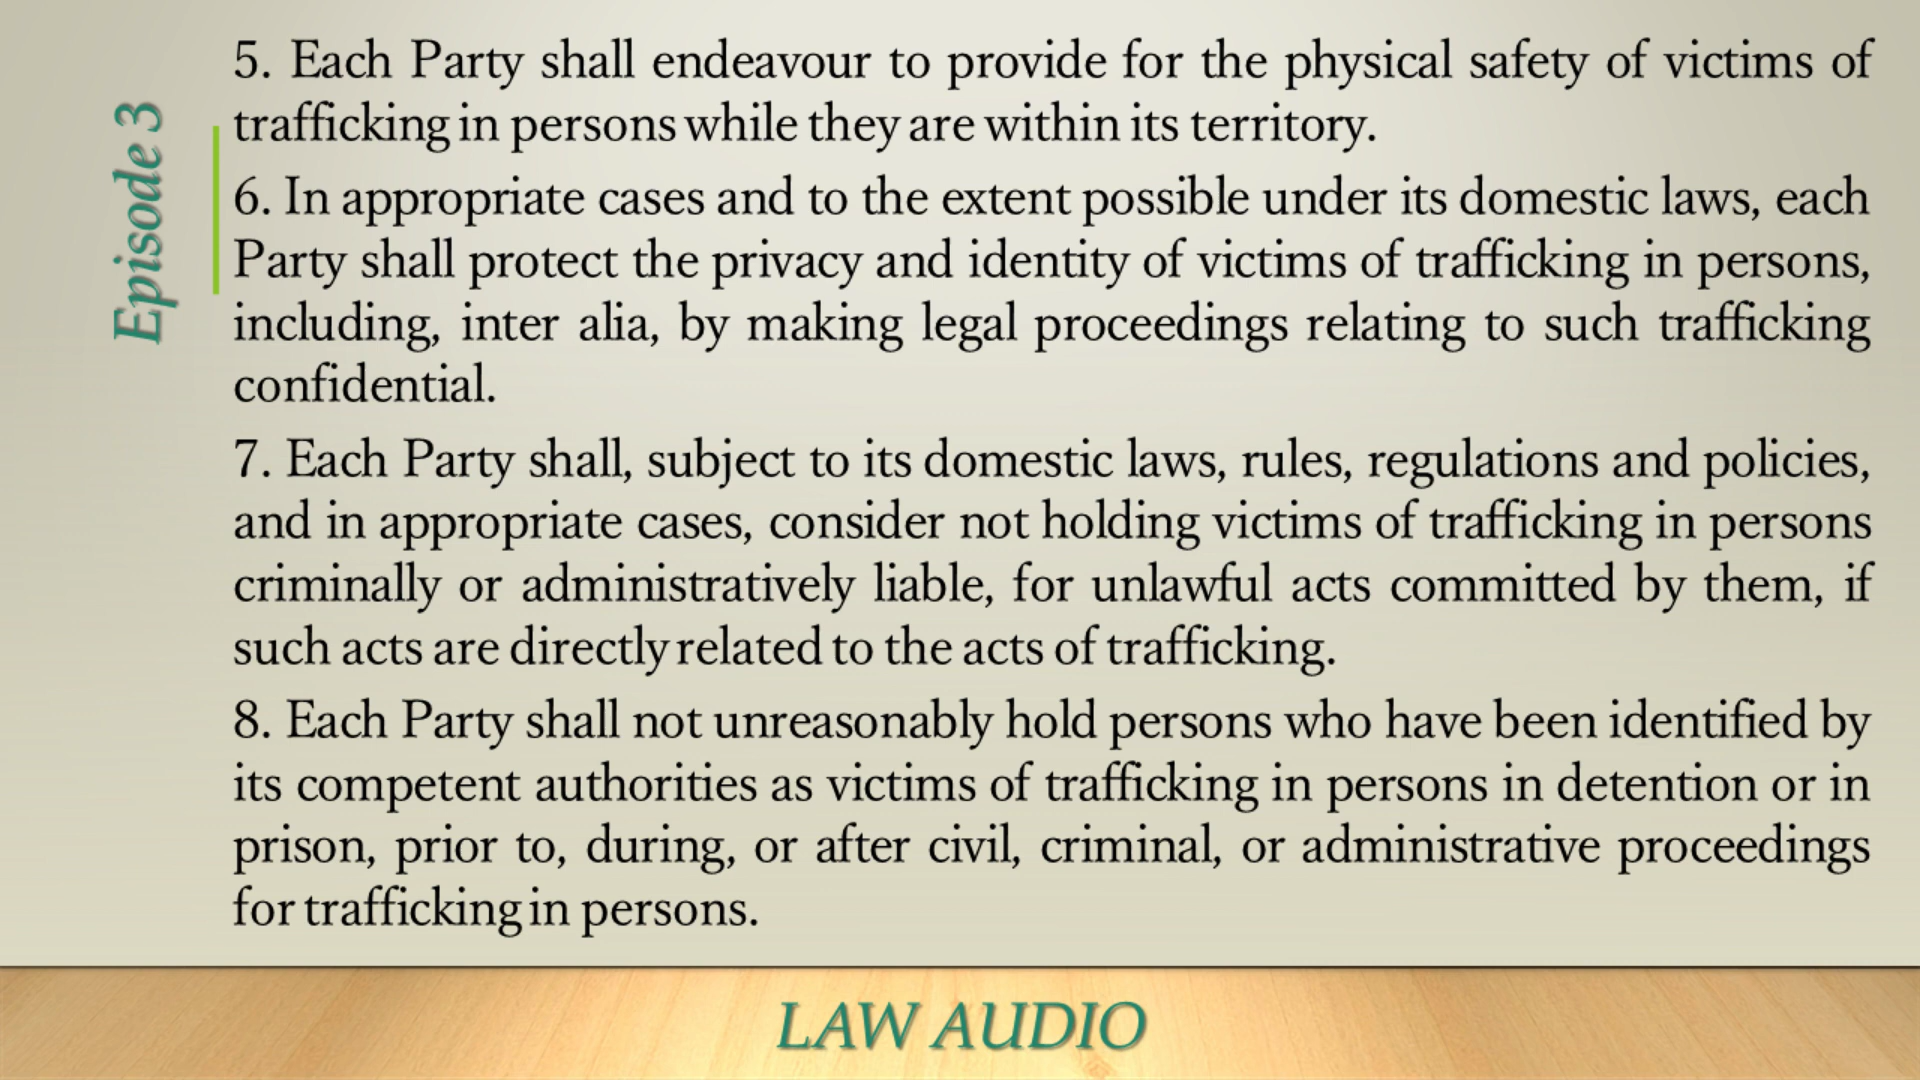 Episode 3
5. Each Party shall endeavour to provide for the physical safety of victims of
trafficking in persons while they are within its territory.
6. In appropriate cases and to the extent possible under its domestic laws, each
Party shall protect the privacy and identity of victims of trafficking in persons,
including, inter alia, by making legal proceedings relating to such trafficking
confidential.
7. Each Party shall, subject to its domestic laws, rules, regulations and policies,
and in appropriate cases, consider not holding victims of trafficking in persons
criminally or administratively liable, for unlawful acts committed by them, if
such acts are directly related to the acts of trafficking.
8. Each Party shall not unreasonably hold persons who have been identified by
its competent authorities as victims of trafficking in persons in detention or in
prison, prior to, during, or after civil, criminal, or administrative proceedings
for trafficking in persons.
LAW AUDIO